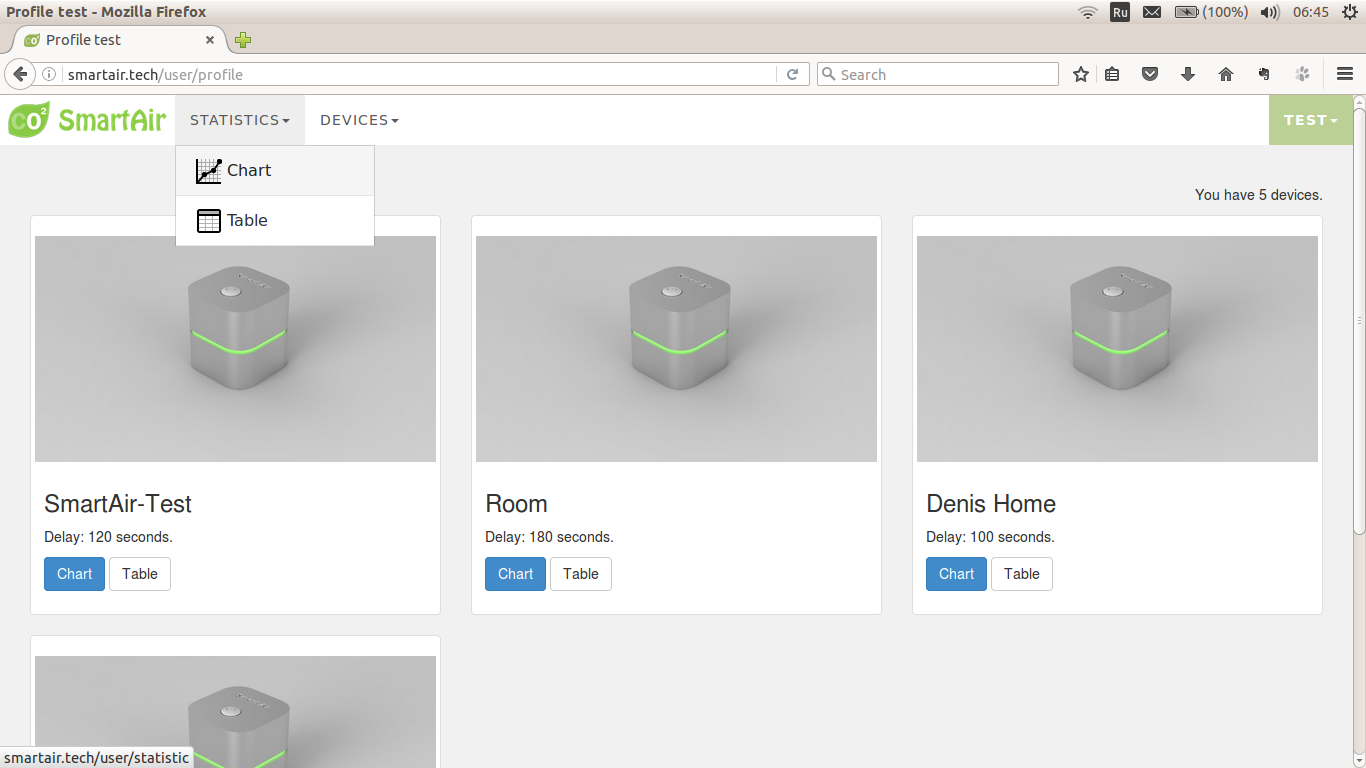 Profile test - Mozilla Firefox
Ru
(100%)
06:45
Profile test
smartair.tech/user/profile
Search
CO2 SmartAir
STATISTICS
DEVICES
TEST
Chart
Table
You have 5 devices.
SmartAir-Test
Delay: 120 seconds.
Chart
Table
Room
Delay: 180 seconds.
Chart
Table
Denis Home
Delay: 100 seconds.
Chart
Table
smartair.tech/user/statistic